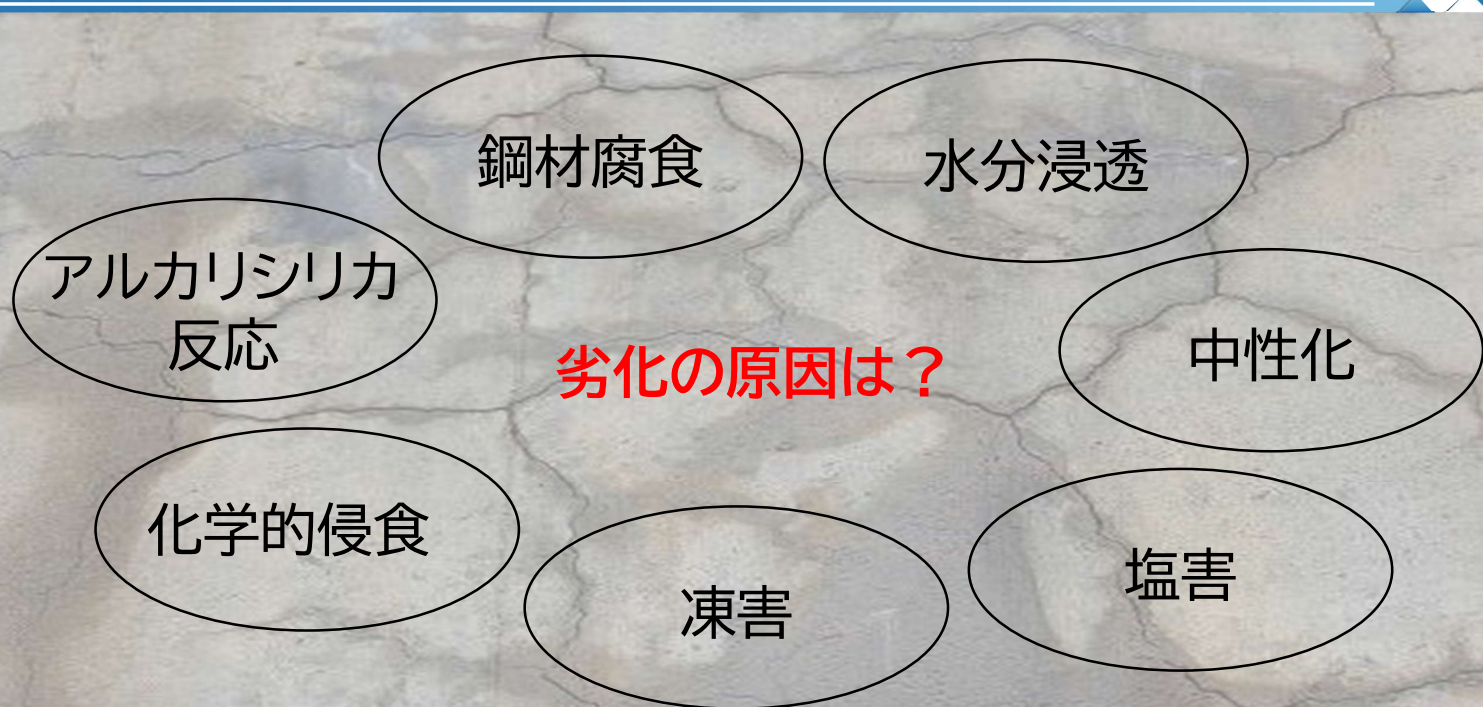 鋼材腐食
水分浸透
アルカリシリカ
反応
劣化の原因は？
中性化
化学的侵食
凍害
塩害